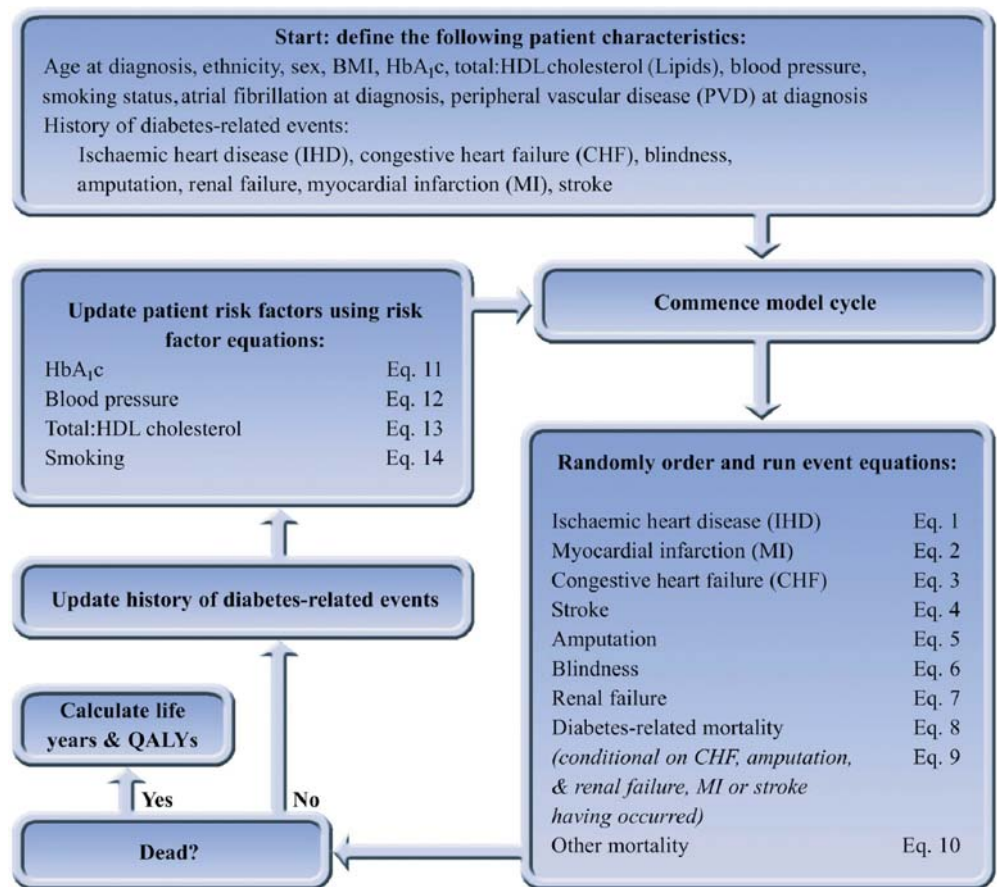 Start: define the following patient characteristics:
Age at diagnosis, ethnicity, sex, BMI, HbA₁c, total:HDL cholesterol (Lipids), blood pressure,
smoking status, atrial fibrillation at diagnosis, peripheral vascular disease (PVD) at diagnosis
History of diabetes-related events:
Ischaemic heart disease (IHD), congestive heart failure (CHF), blindness,
amputation, renal failure, myocardial infarction (MI), stroke
Commence model cycle
Update patient risk factors using risk
factor equations:
HbA₁c Eq. 11
Blood pressure Eq. 12
Total:HDL cholesterol Eq. 13
Smoking Eq. 14
Randomly order and run event equations:
Ischaemic heart disease (IHD) Eq. 1
Myocardial infarction (MI) Eq. 2
Congestive heart failure (CHF) Eq. 3
Stroke Eq. 4
Amputation Eq. 5
Blindness Eq. 6
Renal failure Eq. 7
Diabetes-related mortality Eq. 8
(conditional on CHF, amputation, Eq. 9
& renal failure, MI or stroke
having occurred)
Other mortality Eq. 10
Update history of diabetes-related events
Calculate life
years & QALYs
Yes No
Dead?